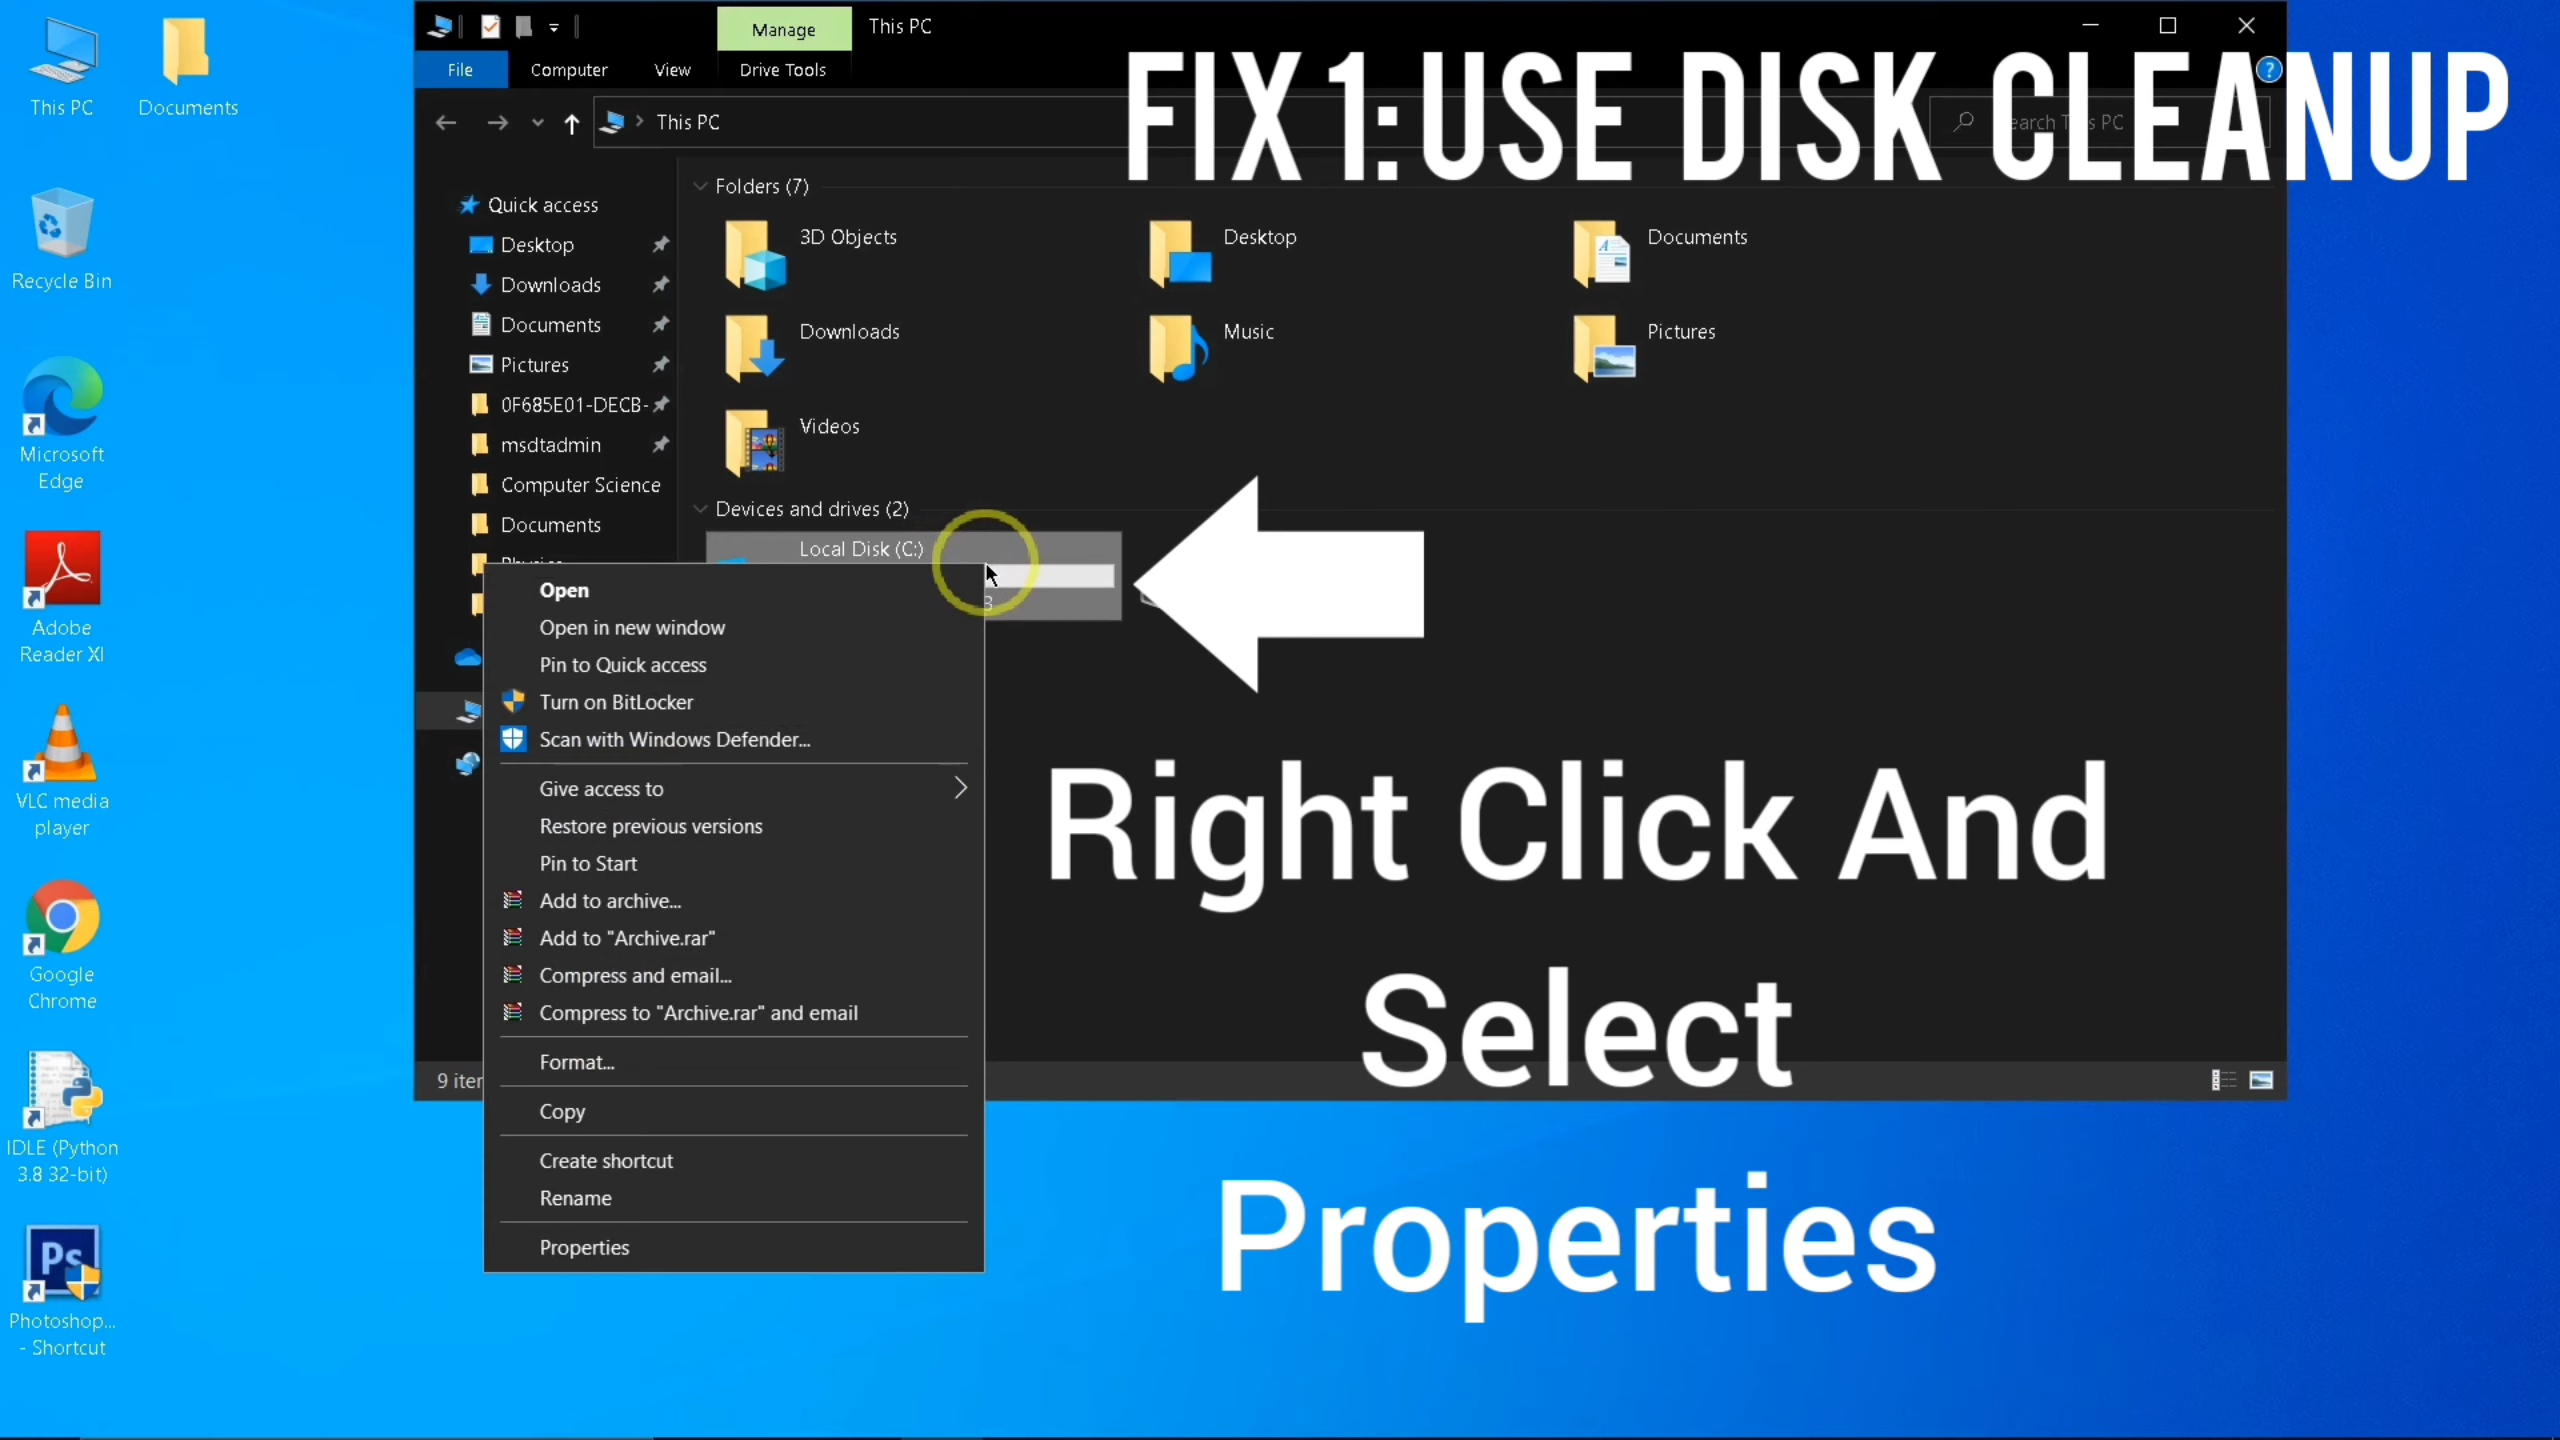 This PC
Documents
Recycle Bin
Microsoft
Edge
Adobe
Reader XI
VLC media
player
Google
Chrome
IDLE (Python
3.8 32-bit)
Ps
Photoshop...
- Shortcut
Manage
This PC
File
Computer
View
Drive Tools
FIX 1:USE DISK CLEANUP
This PC
Quick access
Desktop
Downloads
Documents
Pictures
0F685E01-DECB-
msdtadmin
Computer Science
Documents
Folders (7)
3D Objects
Desktop
Documents
Downloads
Music
Pictures
Videos
Devices and drives (2)
Local Disk (C:)
Open
Open in new window
Pin to Quick access
Turn on BitLocker
Scan with Windows Defender...
Give access to
Restore previous versions
Pin to Start
Add to archive...
Add to "Archive.rar"
Compress and email...
Compress to "Archive.rar" and email
Format...
Copy
Create shortcut
Rename
Properties
Right Click And
Select
Properties
9